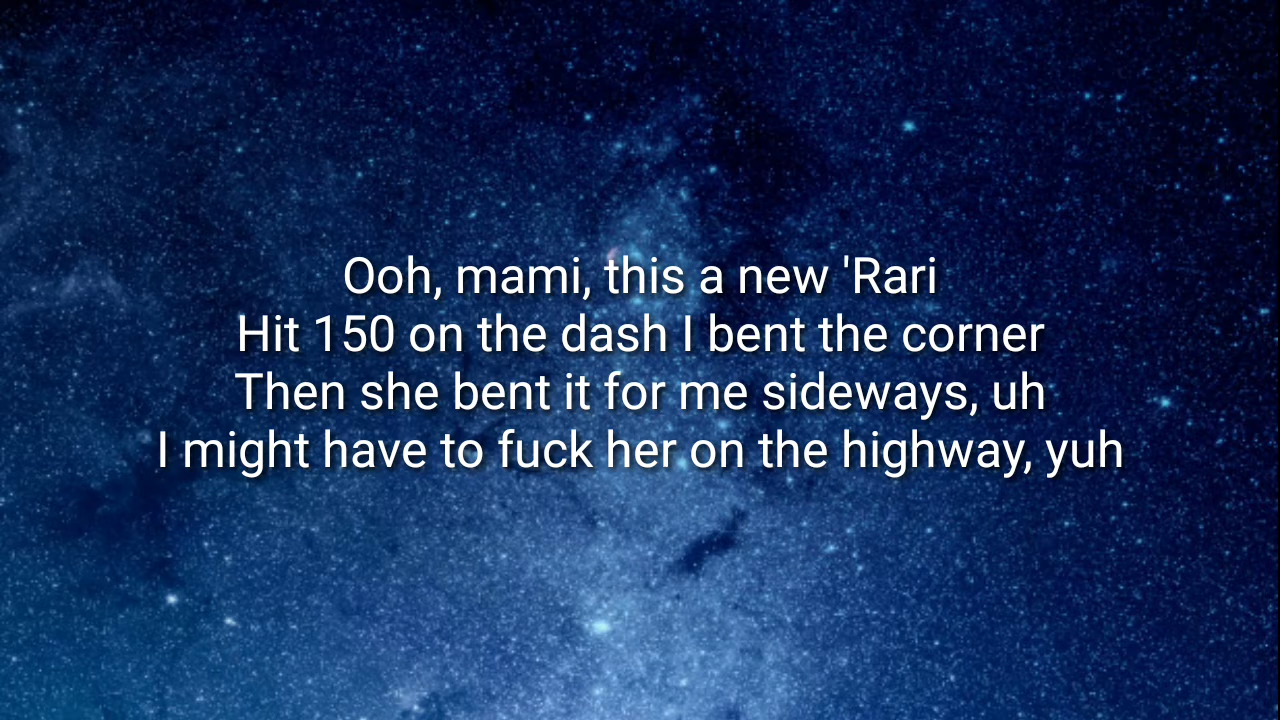 Ooh, mami, this a new 'Rari
Hit 150 on the dash I bent the corner
Then she bent it for me sideways, uh
I might have to fuck her on the highway, yuh